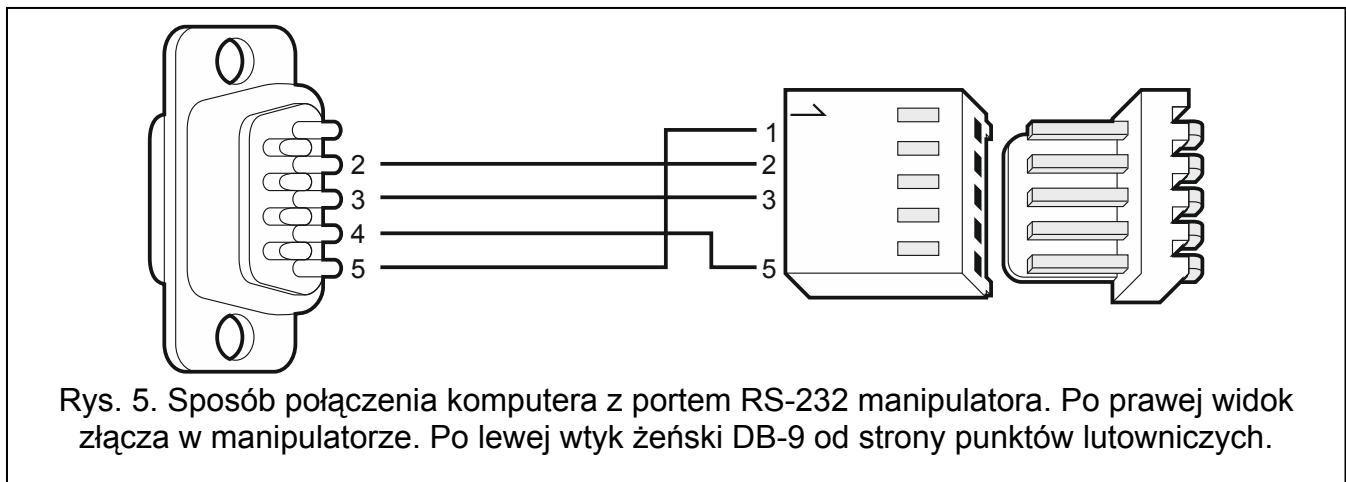 1
2 2
3 3
4
5 5
Rys. 5. Sposób połączenia komputera z portem RS-232 manipulatora. Po prawej widok
złącza w manipulatorze. Po lewej wtyk żeński DB-9 od strony punktów lutowniczych.